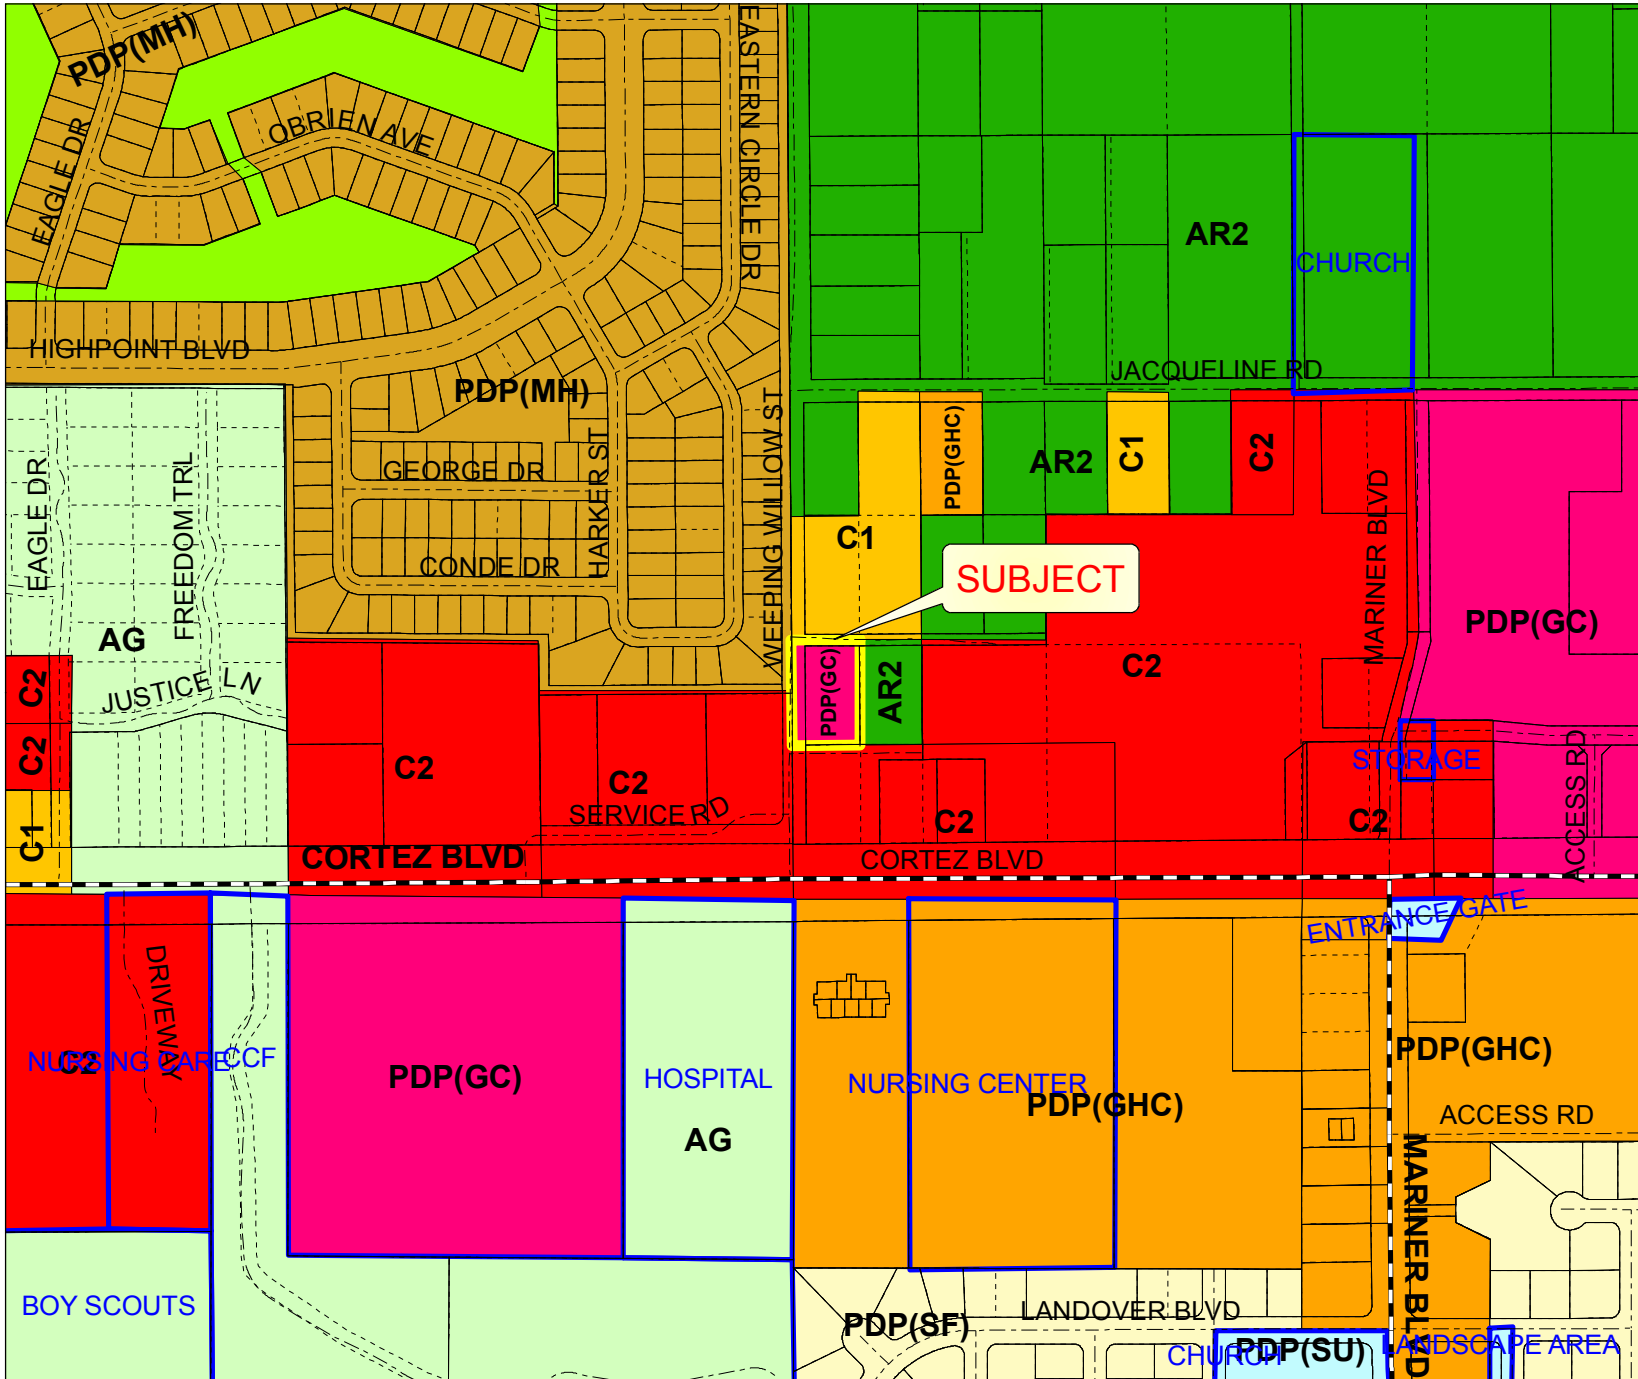 PDP(MH)
EASTERN CIRCLE DR
OBRIEN AVE
EAGLE DR
AR2
CHURCH
HIGHPOINT BLVD
JACQUELINE RD
PDP(MH)
WEEPING WILLOW ST
PDP(GHC)
C1
C2
AR2
GEORGE DR
HARKER ST
EAGLE DR
FREEDOM TRL
MARINER BLVD
C1
CONDE DR
SUBJECT
PDP(GC)
AG
C2
C2
JUSTICE LN
PDP(GC)
AR2
C2
STORAGE
ACCESS RD
C2
C2
SERVICE RD
C2
C2
C1
CORTEZ BLVD
CORTEZ BLVD
ENTRANCE GATE
DRIVEWAY
C2
NURSING CARE
CCF
PDP(GC)
HOSPITAL
NURSING CENTER
PDP(GHC)
PDP(GHC)
ACCESS RD
AG
MARINER BLVD
BOY SCOUTS
LANDOVER BLVD
PDP(SF)
CHURCH
PDP(SU)
LANDSCAPE AREA